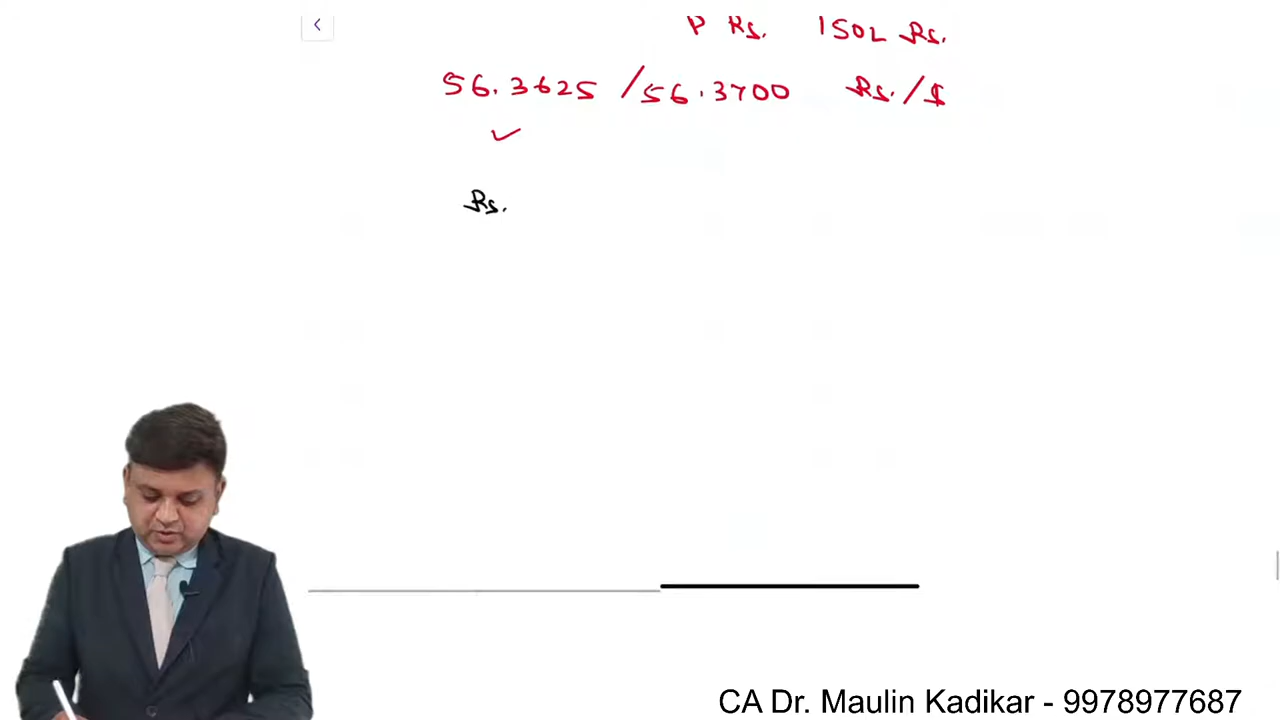 P Rs. 150L Rs.
56.3625 / 56.3700 Rs./$
Rs.
CA Dr. Maulin Kadikar - 9978977687